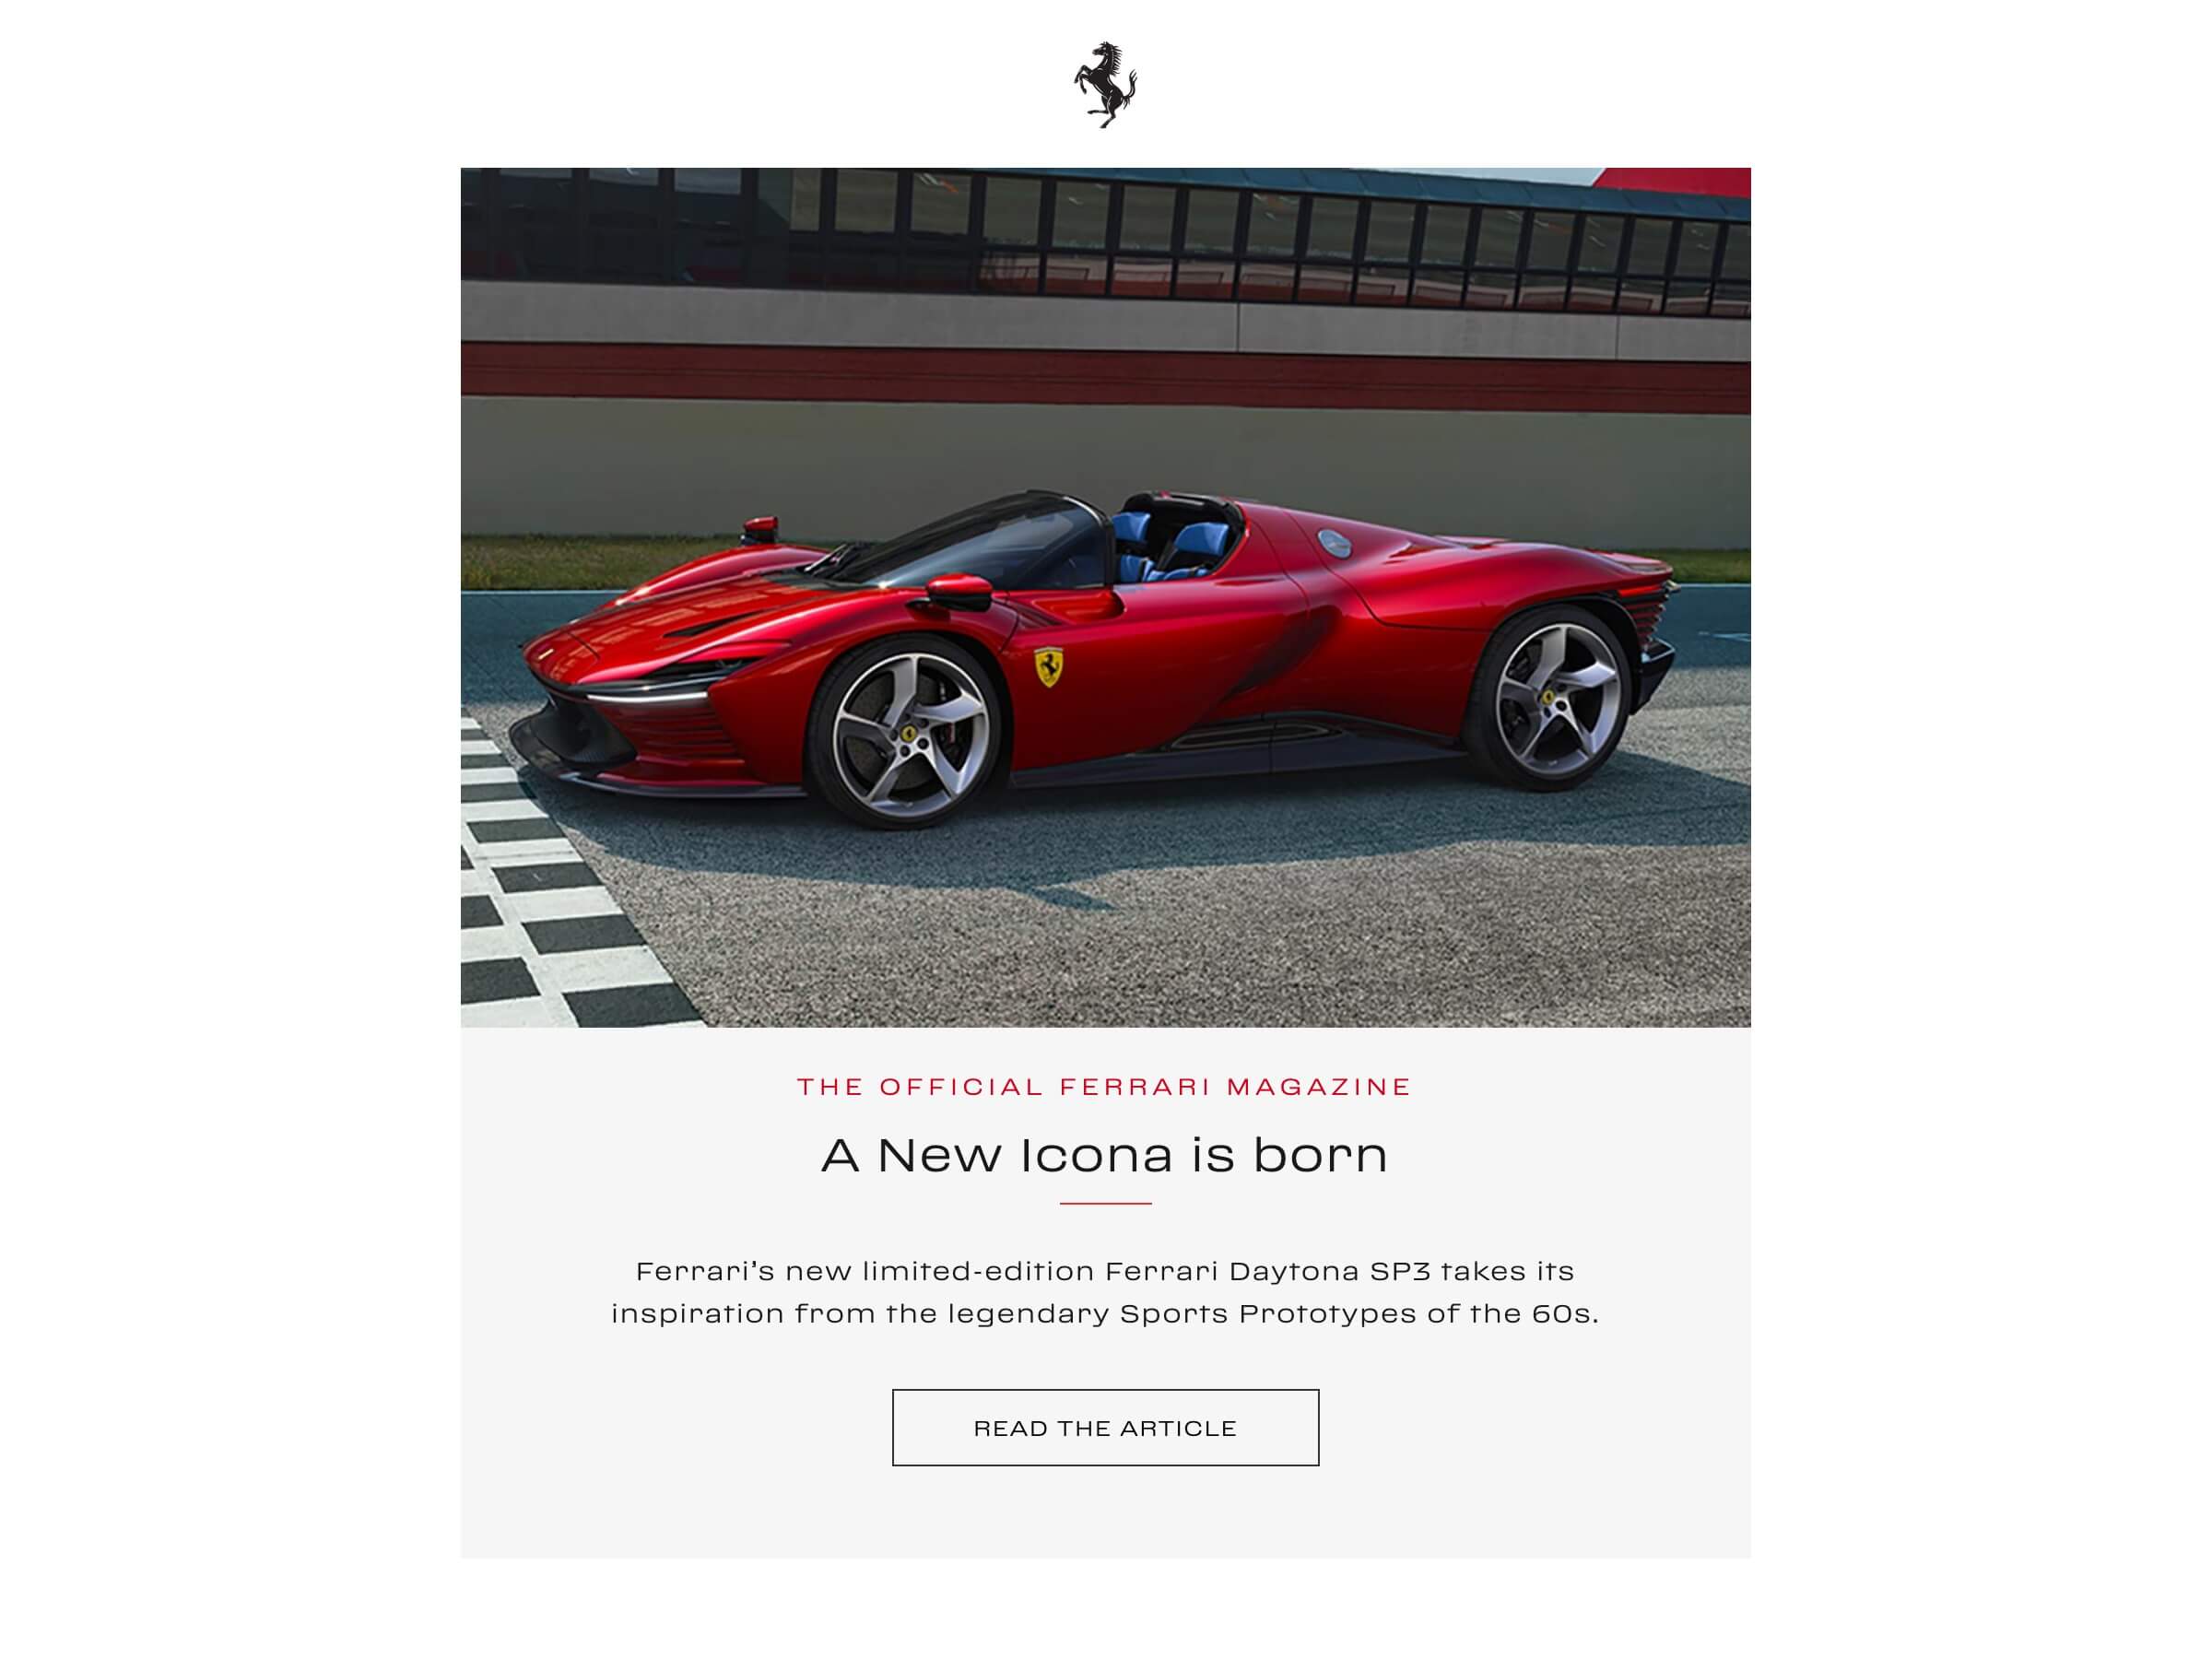 THE OFFICIAL FERRARI MAGAZINE
A New Icona is born
Ferrari's new limited-edition Ferrari Daytona SP3 takes its
inspiration from the legendary Sports Prototypes of the 60s.
READ THE ARTICLE